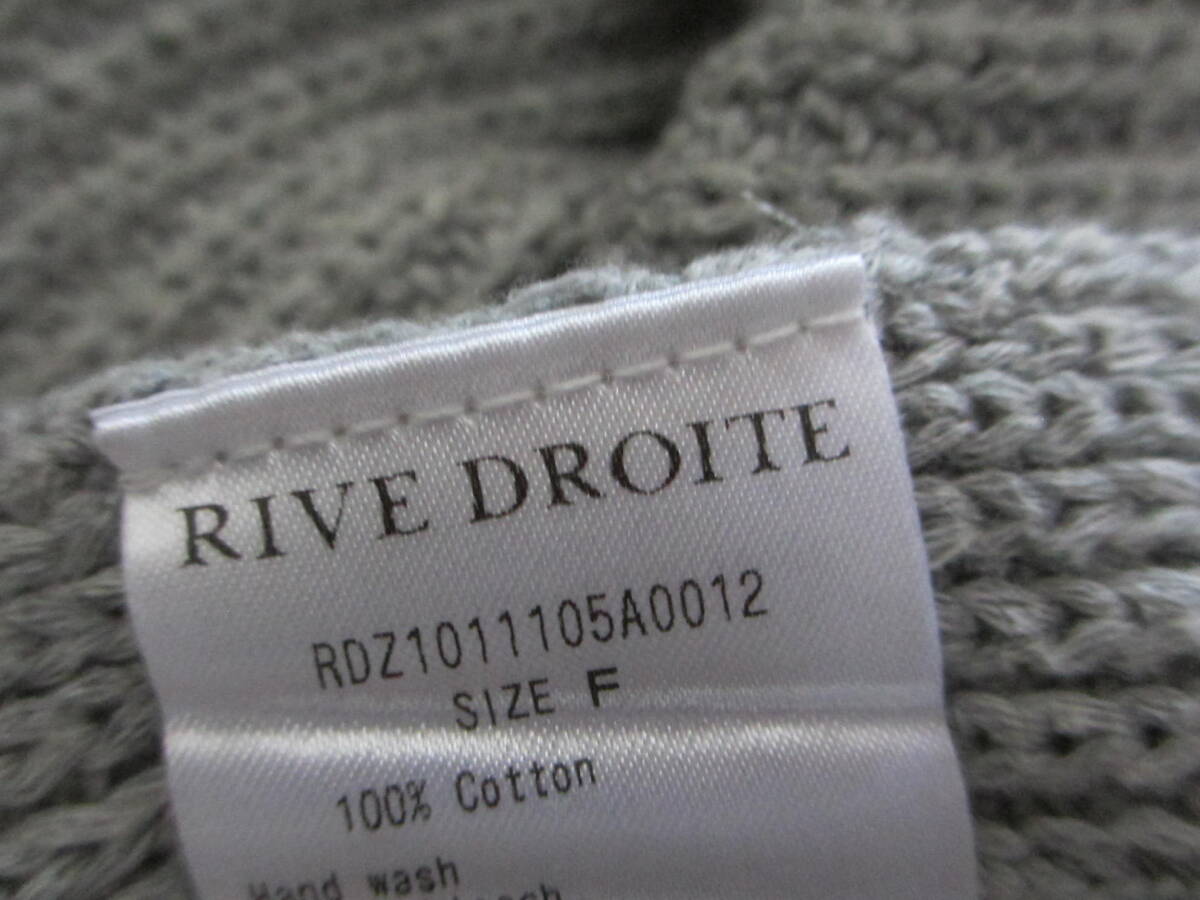 RIVE DROITE
RDZ1011105A0012
SIZE F
100% Cotton
Hand wash